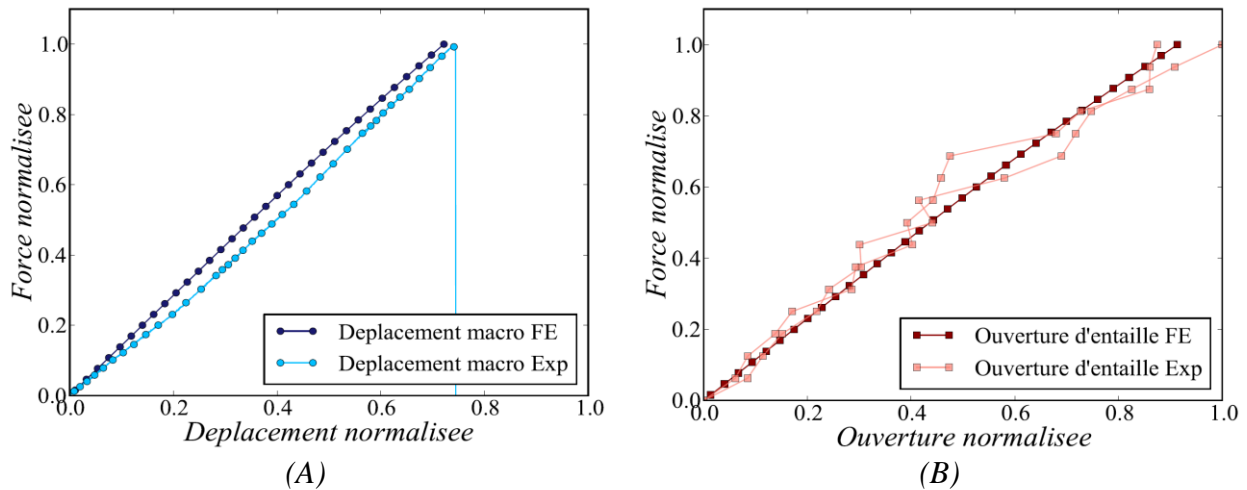 1.0
0.8
0.6
0.4
0.2
0.0
Force normalisee
Deplacement macro FE
Deplacement macro Exp
0.0 0.2 0.4 0.6 0.8 1.0
Deplacement normalisee
(A)
1.0
0.8
0.6
0.4
0.2
0.0
Force normalise
Ouverture d'entaille FE
Ouverture d'entaille Exp
0.0 0.2 0.4 0.6 0.8 1.0
Ouverture normalisee
(B)